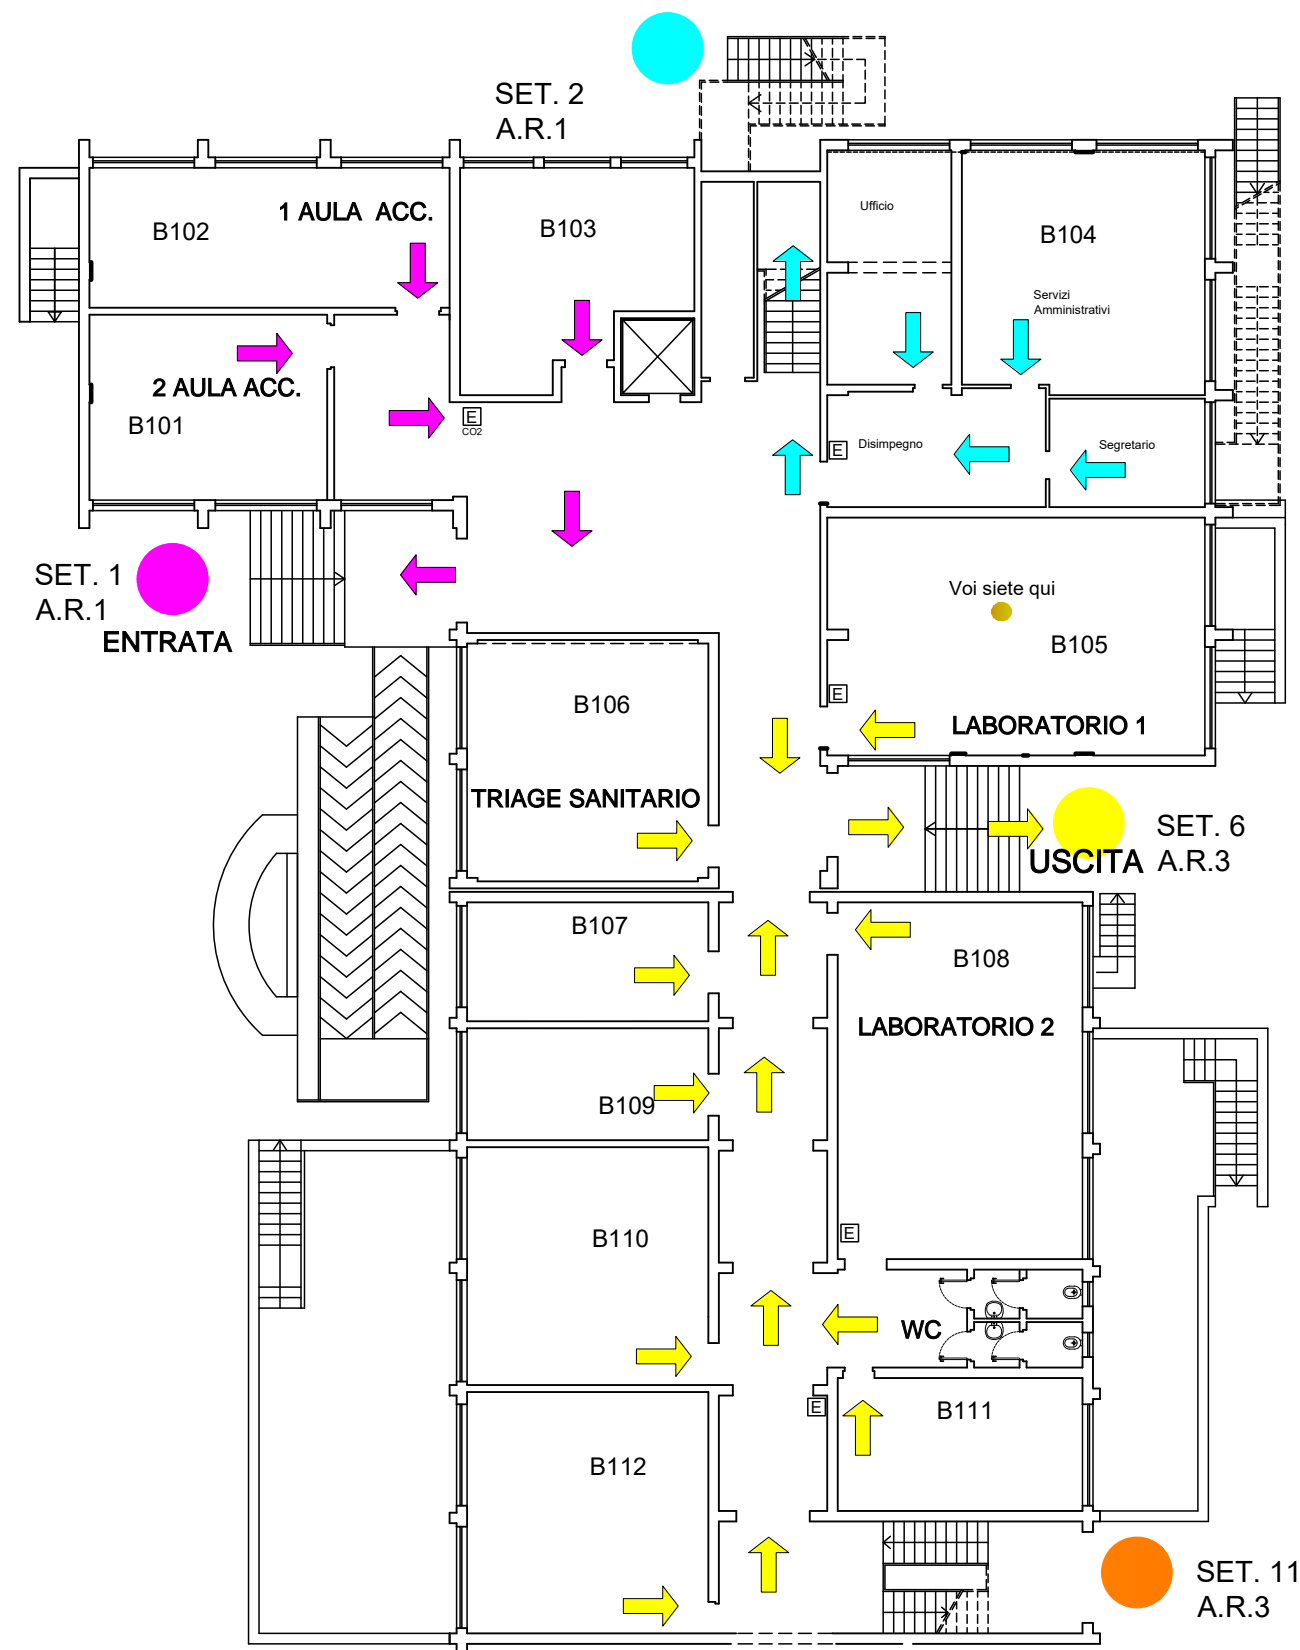 SET. 2
A.R.1
1 AULA ACC.
B102
B103
Ufficio
B104
Servizi
Amministrativi
2 AULA ACC.
B101
E
CO2
Disimpegno
E
Segretario
SET. 1
A.R.1
ENTRATA
Voi siete qui
B105
E
LABORATORIO 1
B106
TRIAGE SANITARIO
SET. 6
A.R.3
USCITA
B107
B108
LABORATORIO 2
B109
B110
E
WC
E
B111
B112
SET. 11
A.R.3